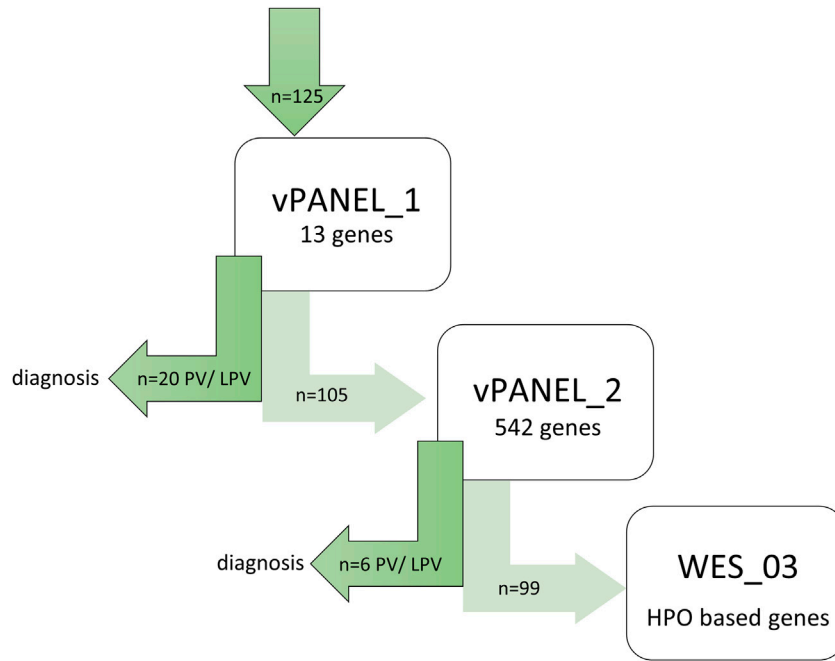 n=125
vPANEL_1
13 genes
diagnosis
n=20 PV/ LPV
n=105
vPANEL_2
542 genes
diagnosis
n=6 PV/ LPV
n=99
WES_03
HPO based genes